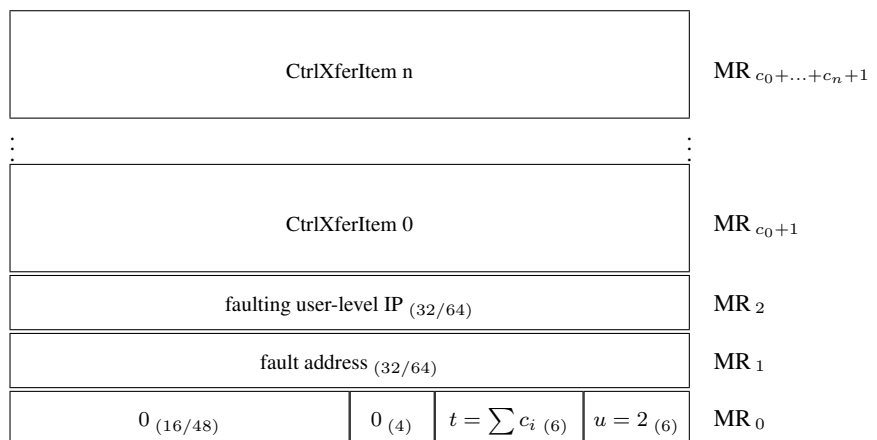 CtrlXferItem n MR c₀+...+cₙ+1
⋮ ⋮
CtrlXferItem 0 MR c₀+1
faulting user-level IP (32/64) MR 2
fault address (32/64) MR 1
0 (16/48) 0 (4) t = ∑ cᵢ (6) u = 2 (6) MR 0